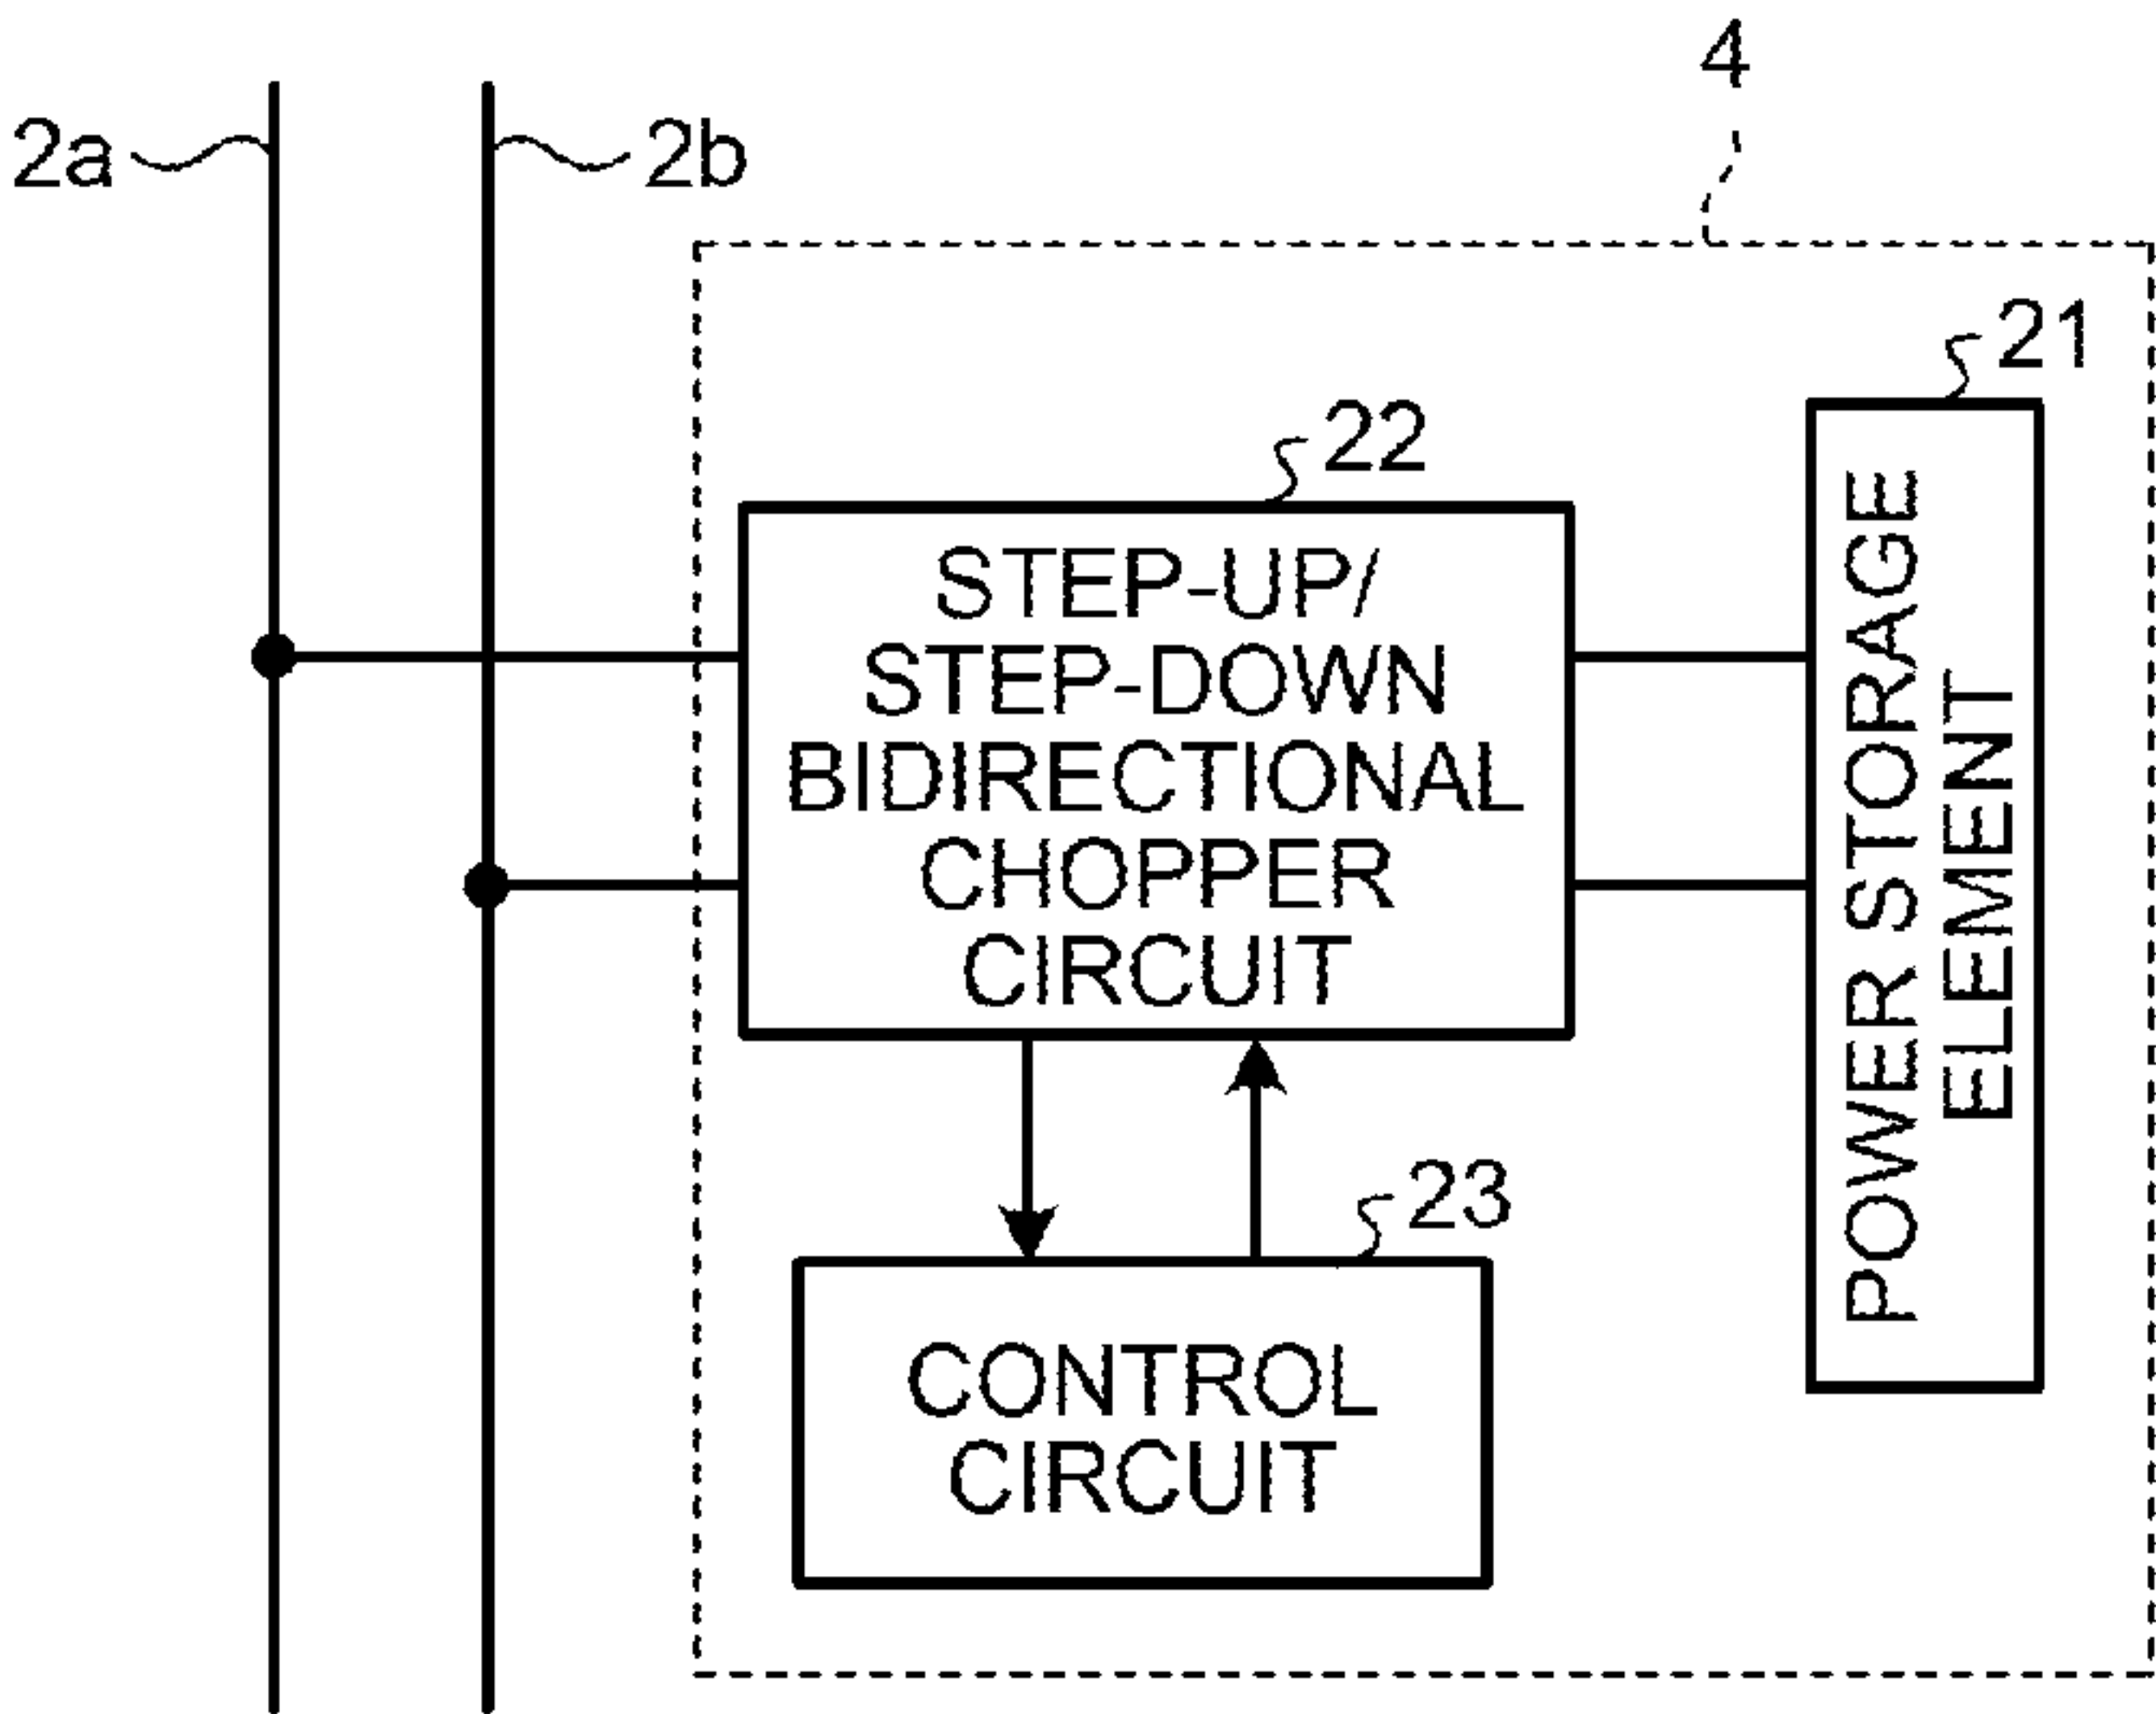 4
2a
2b
21
22
STEP-UP/
STEP-DOWN
BIDIRECTIONAL
CHOPPER
CIRCUIT
POWER STORAGE
ELEMENT
23
CONTROL
CIRCUIT